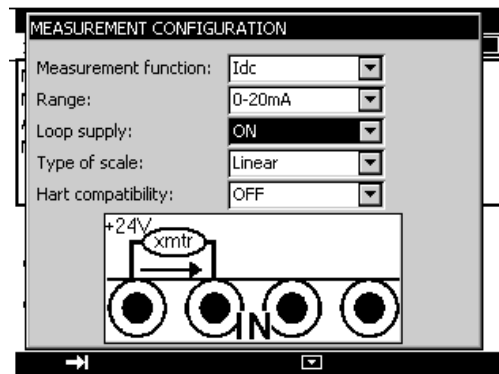 MEASUREMENT CONFIGURATION
Measurement function: Idc
Range: 0-20mA
Loop supply: ON
Type of scale: Linear
Hart compatibility: OFF
+24V
xmtr
IN